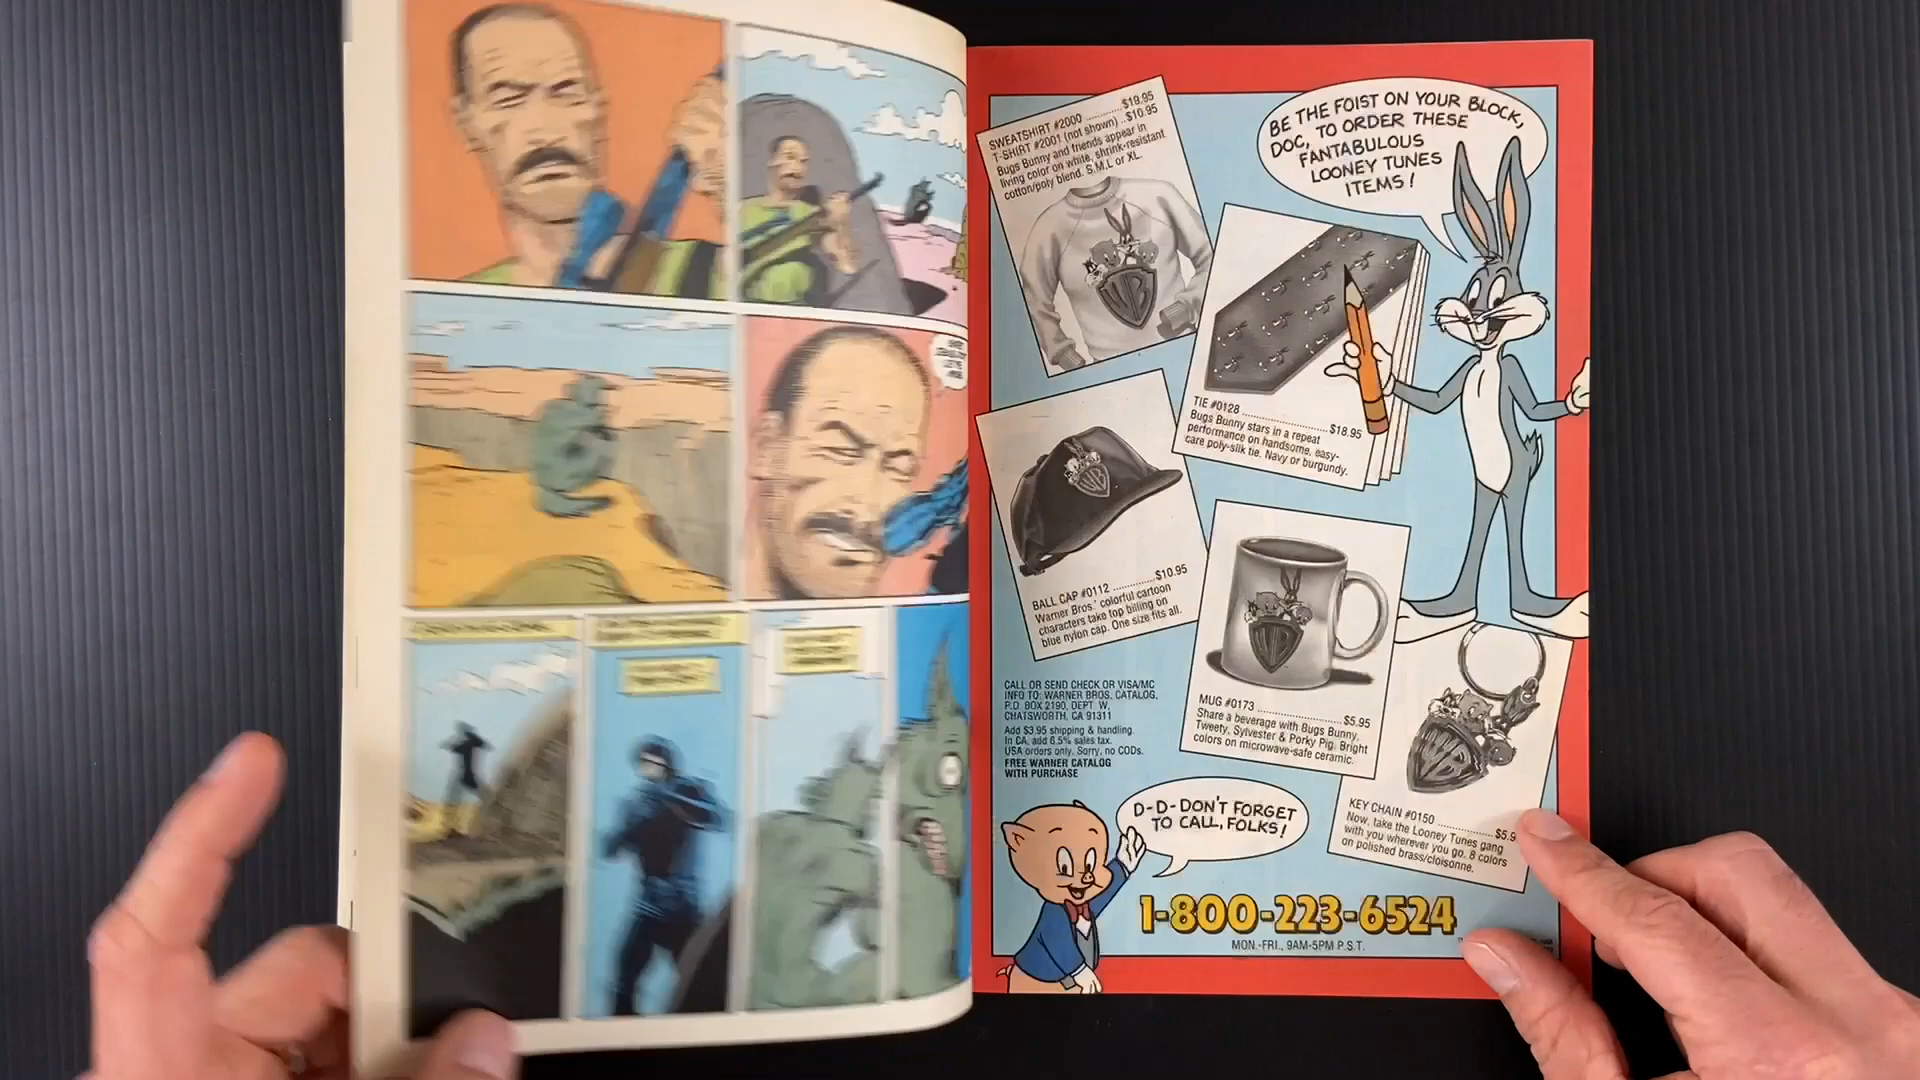 BE THE FOIST ON YOUR BLOCK,
DOC, TO ORDER THESE
FANTABULOUS
LOONEY TUNES
ITEMS!
SWEATSHIRT #2000 ............ $19.95
T-SHIRT #2001 (not shown) .. $10.95
Bugs Bunny and friends appear in
living color on white, shrink-resistant
cotton/poly blend. S,M,L or XL.
WB
TIE #0128 ........................ $18.95
Bugs Bunny stars in a repeat
performance on handsome, easy-
care poly-silk tie. Navy or burgundy.
WB
BALL CAP #0112 ............ $10.95
Warner Bros.' colorful cartoon
characters take top billing on
blue nylon cap. One size fits all.
WB
MUG #0173 ........................ $5.95
Share a beverage with Bugs Bunny,
Tweety, Sylvester & Porky Pig. Bright
colors on microwave-safe ceramic.
WB
KEY CHAIN #0150 ............ $5.9
Now, take the Looney Tunes gang
with you wherever you go. 8 colors
on polished brass/cloisonne.
CALL OR SEND CHECK OR VISA/MC
INFO TO: WARNER BROS. CATALOG,
P.O. BOX 2190, DEPT. W,
CHATSWORTH, CA 91311
Add $3.95 shipping & handling.
In CA, add 6.5% sales tax.
USA orders only. Sorry, no CODs.
FREE WARNER CATALOG
WITH PURCHASE
D-D-DON'T FORGET
TO CALL, FOLKS!
1-800-223-6524
MON.-FRI., 9AM-5PM P.S.T.